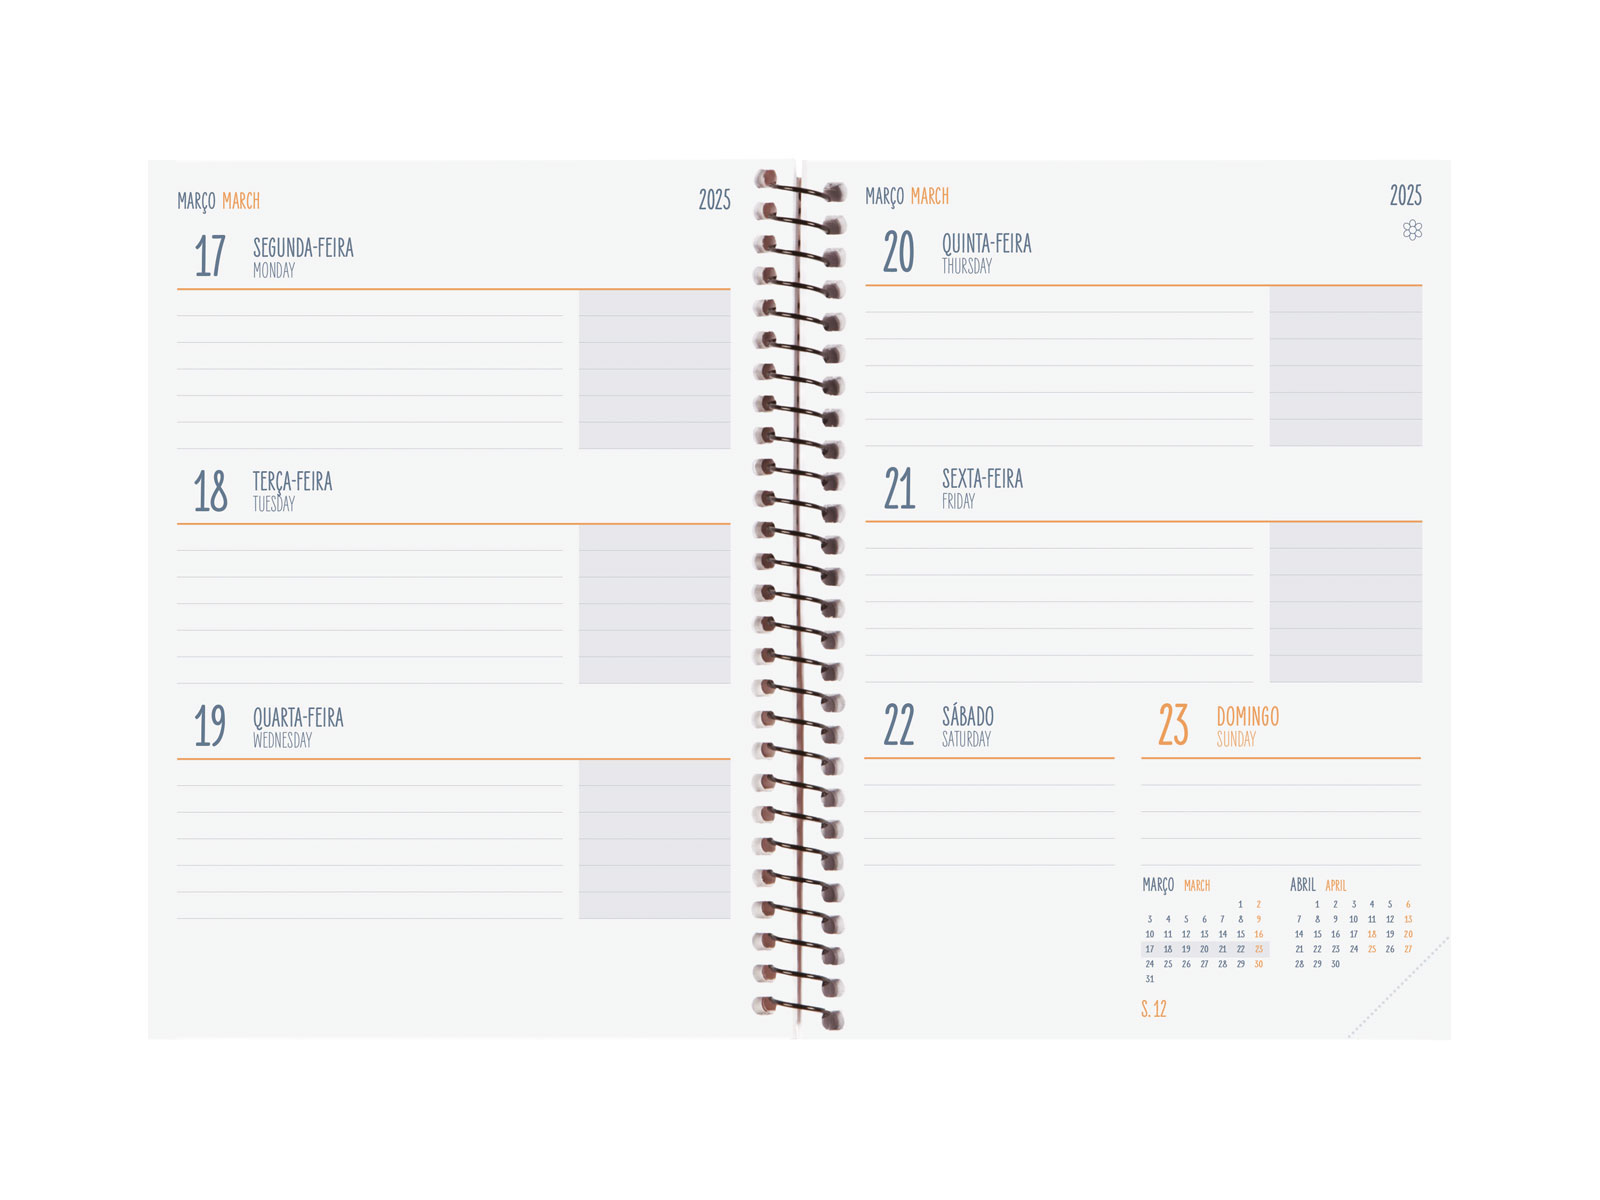 MARÇO MARCH 2025
17 SEGUNDA-FEIRA
MONDAY
18 TERÇA-FEIRA
TUESDAY
19 QUARTA-FEIRA
WEDNESDAY
MARÇO MARCH 2025
20 QUINTA-FEIRA
THURSDAY
21 SEXTA-FEIRA
FRIDAY
22 SÁBADO
SATURDAY
23 DOMINGO
SUNDAY
MARÇO MARCH
1 2
3 4 5 6 7 8 9
10 11 12 13 14 15 16
17 18 19 20 21 22 23
24 25 26 27 28 29 30
31
ABRIL APRIL
1 2 3 4 5 6
7 8 9 10 11 12 13
14 15 16 17 18 19 20
21 22 23 24 25 26 27
28 29 30
S. 12